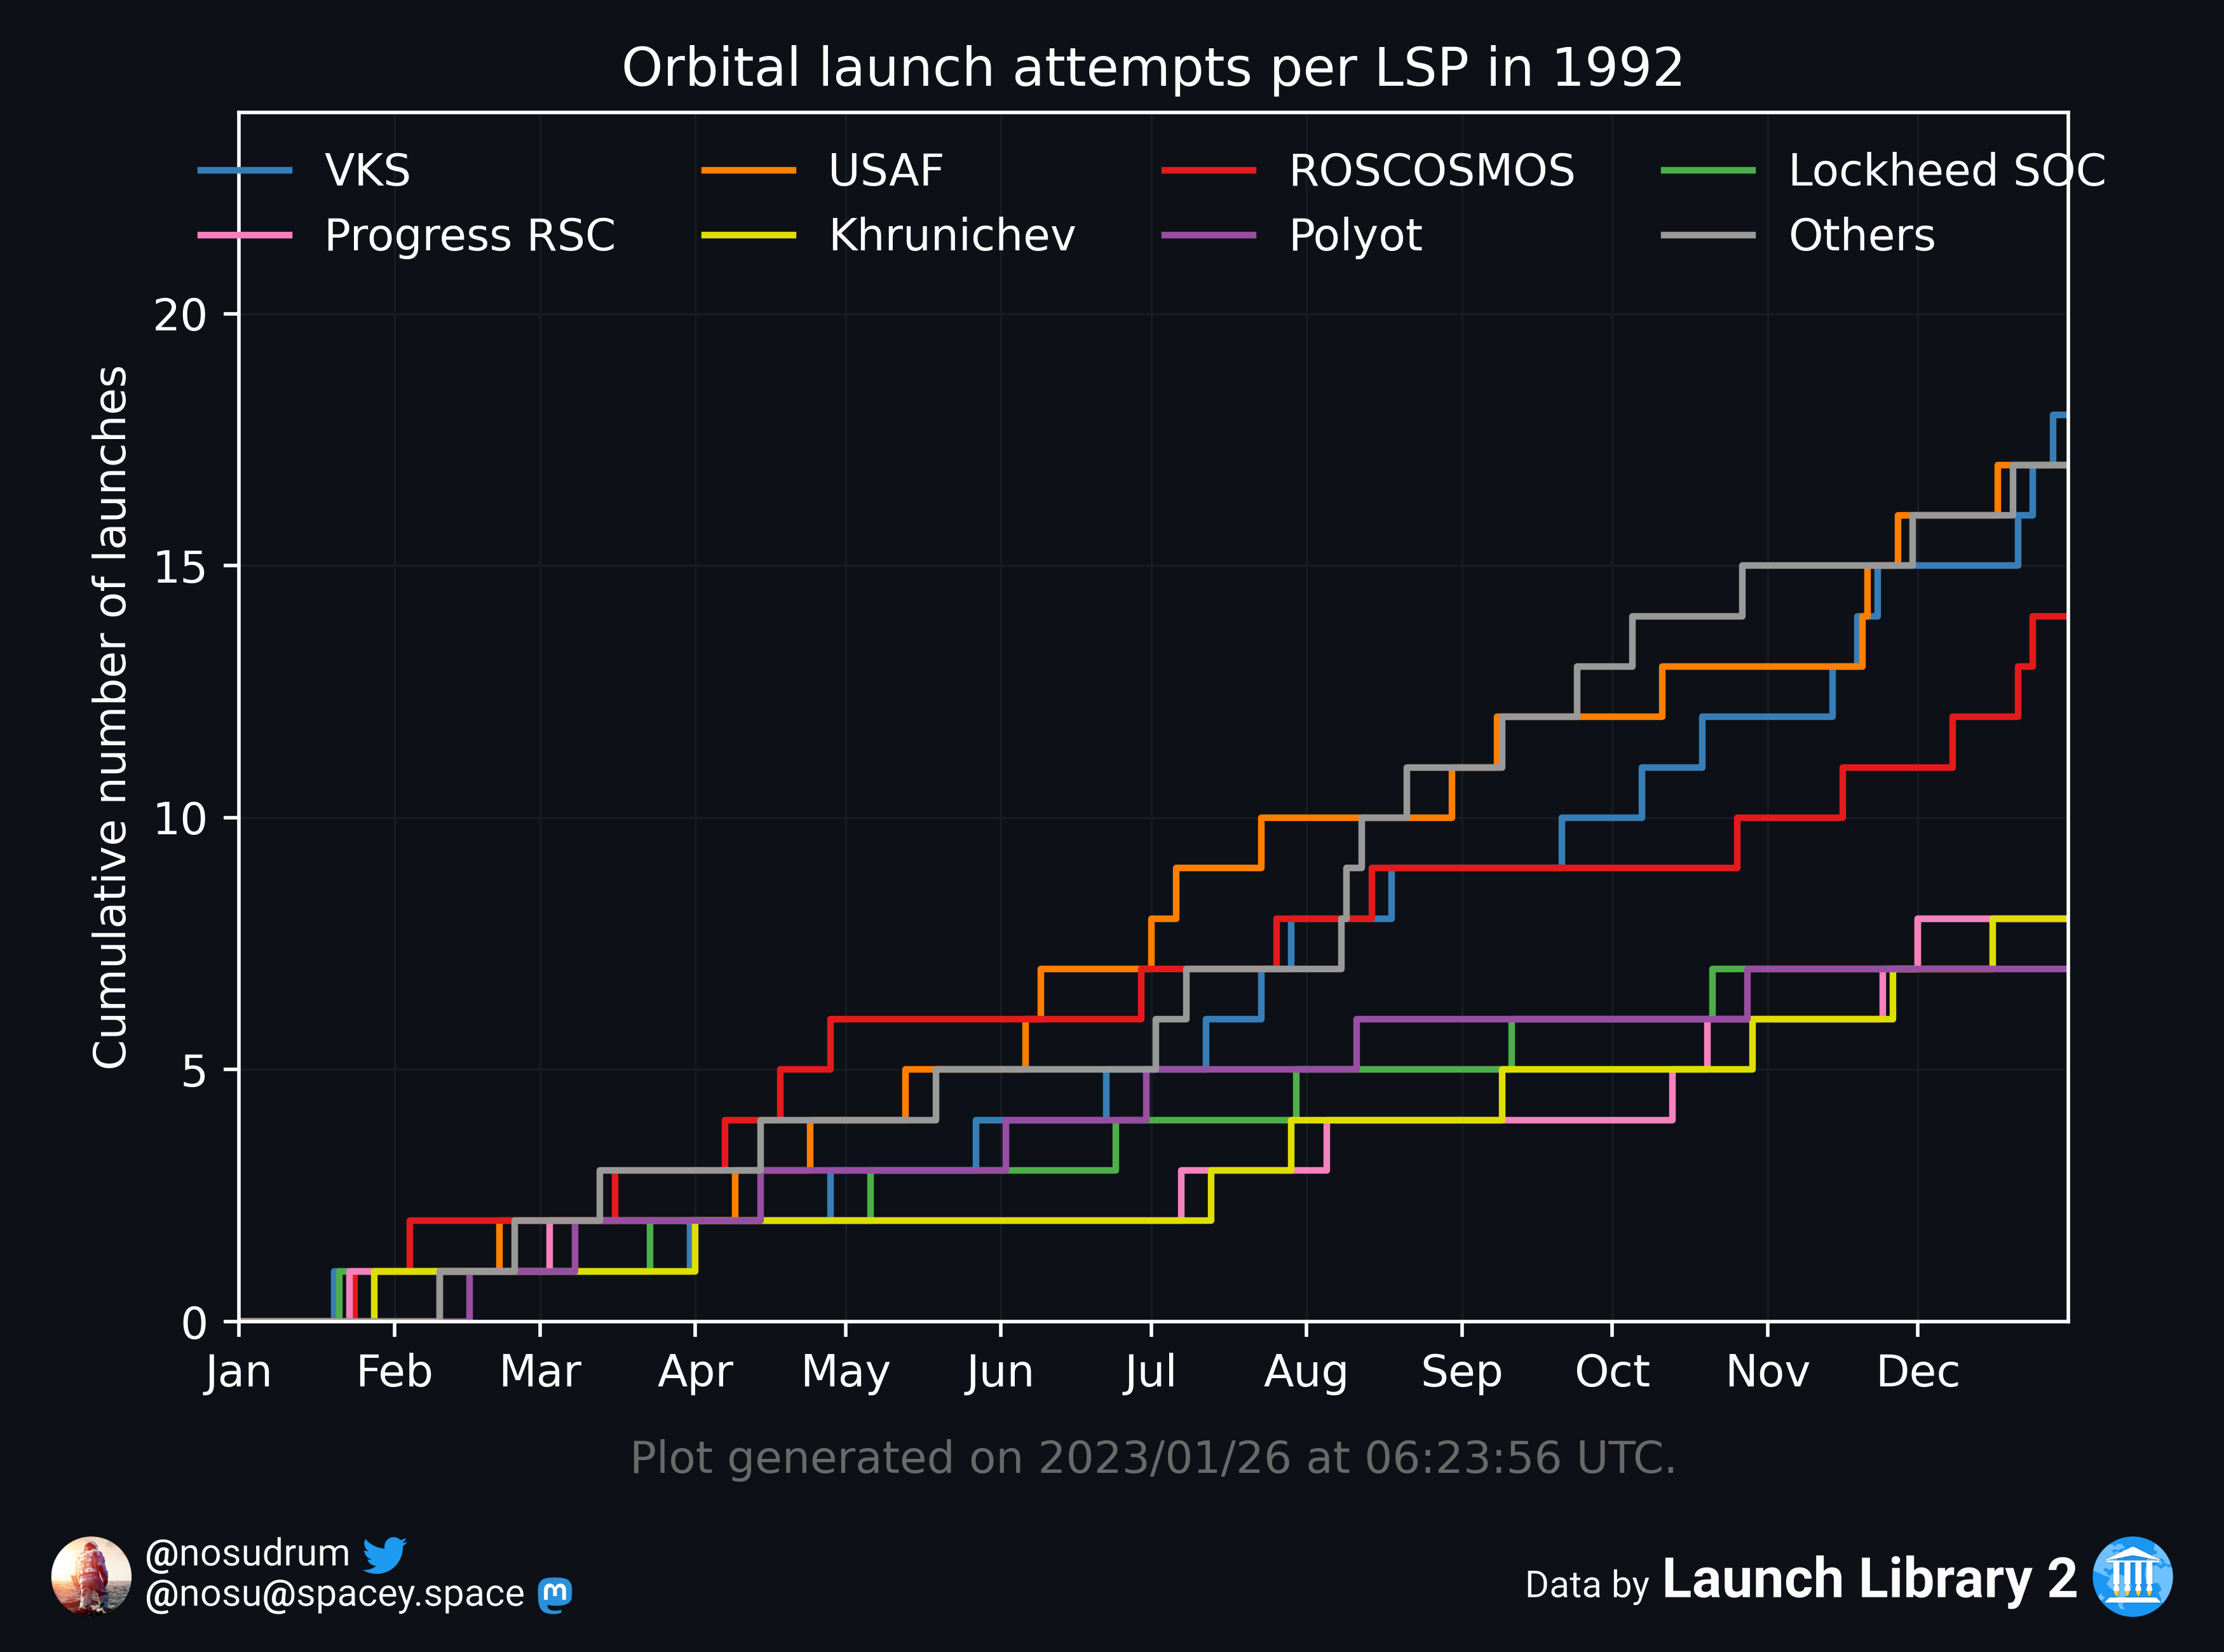 Orbital launch attempts per LSP in 1992
VKS USAF ROSCOSMOS Lockheed SOC
Progress RSC Khrunichev Polyot Others
Cumulative number of launches
20
15
10
5
0
Jan Feb Mar Apr May Jun Jul Aug Sep Oct Nov Dec
Plot generated on 2023/01/26 at 06:23:56 UTC.
@nosudrum
@nosu@spacey.space
Data by Launch Library 2